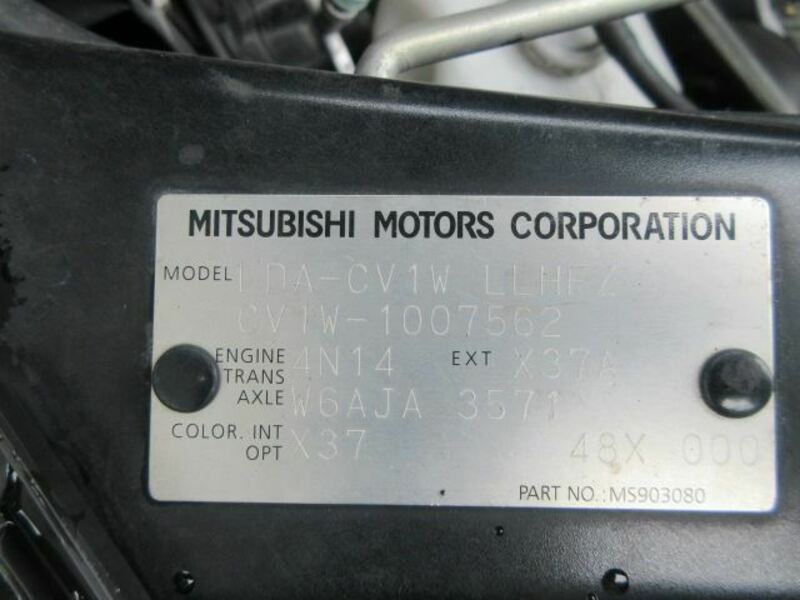 MITSUBISHI MOTORS CORPORATION
MODEL LDA-CV1W LLHFZ
CV1W-1007562
ENGINE 4N14 EXT X37A
TRANS AXLE W6AJA 3571
COLOR. INT OPT X37 48X 000
PART NO.: MS903080